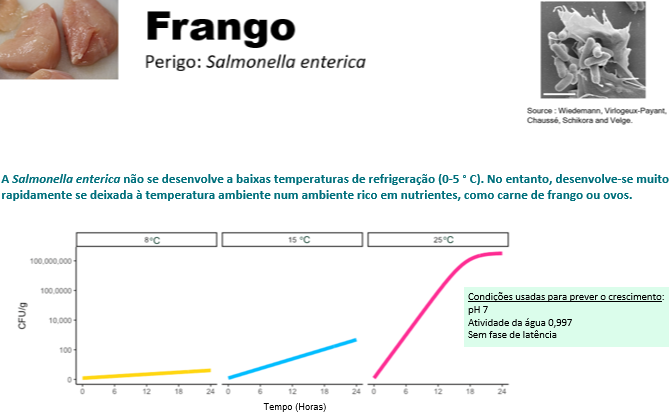 Frango
Perigo: Salmonella enterica
Source : Wiedemann, Virlogeux-Payant,
Chaussé, Schikora and Velge.
A Salmonella enterica não se desenvolve a baixas temperaturas de refrigeração (0-5 ° C). No entanto, desenvolve-se muito
rapidamente se deixada à temperatura ambiente num ambiente rico em nutrientes, como carne de frango ou ovos.
8°C 15 °C 25°C
CFU/g
100,000,000
100.0000
10,000
100
0
Condições usadas para prever o crescimento:
pH 7
Atividade da água 0,997
Sem fase de latência
0 6 12 18 24 0 6 12 18 24 0 6 12 18 24
Tempo (Horas)